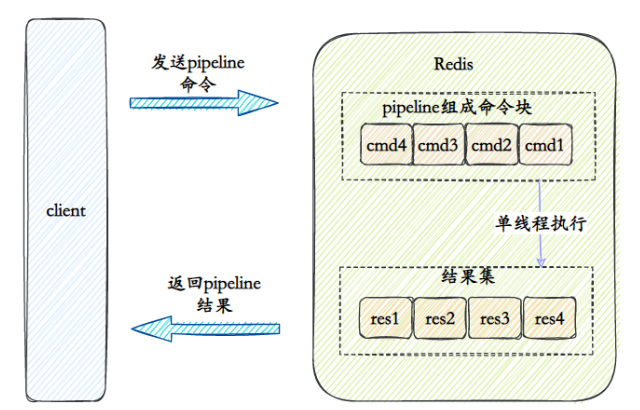 发送pipeline
命令
Redis
pipeline组成命令块
cmd4 cmd3 cmd2 cmd1
client
单线程执行
返回pipeline
结果
结果集
res1 res2 res3 res4